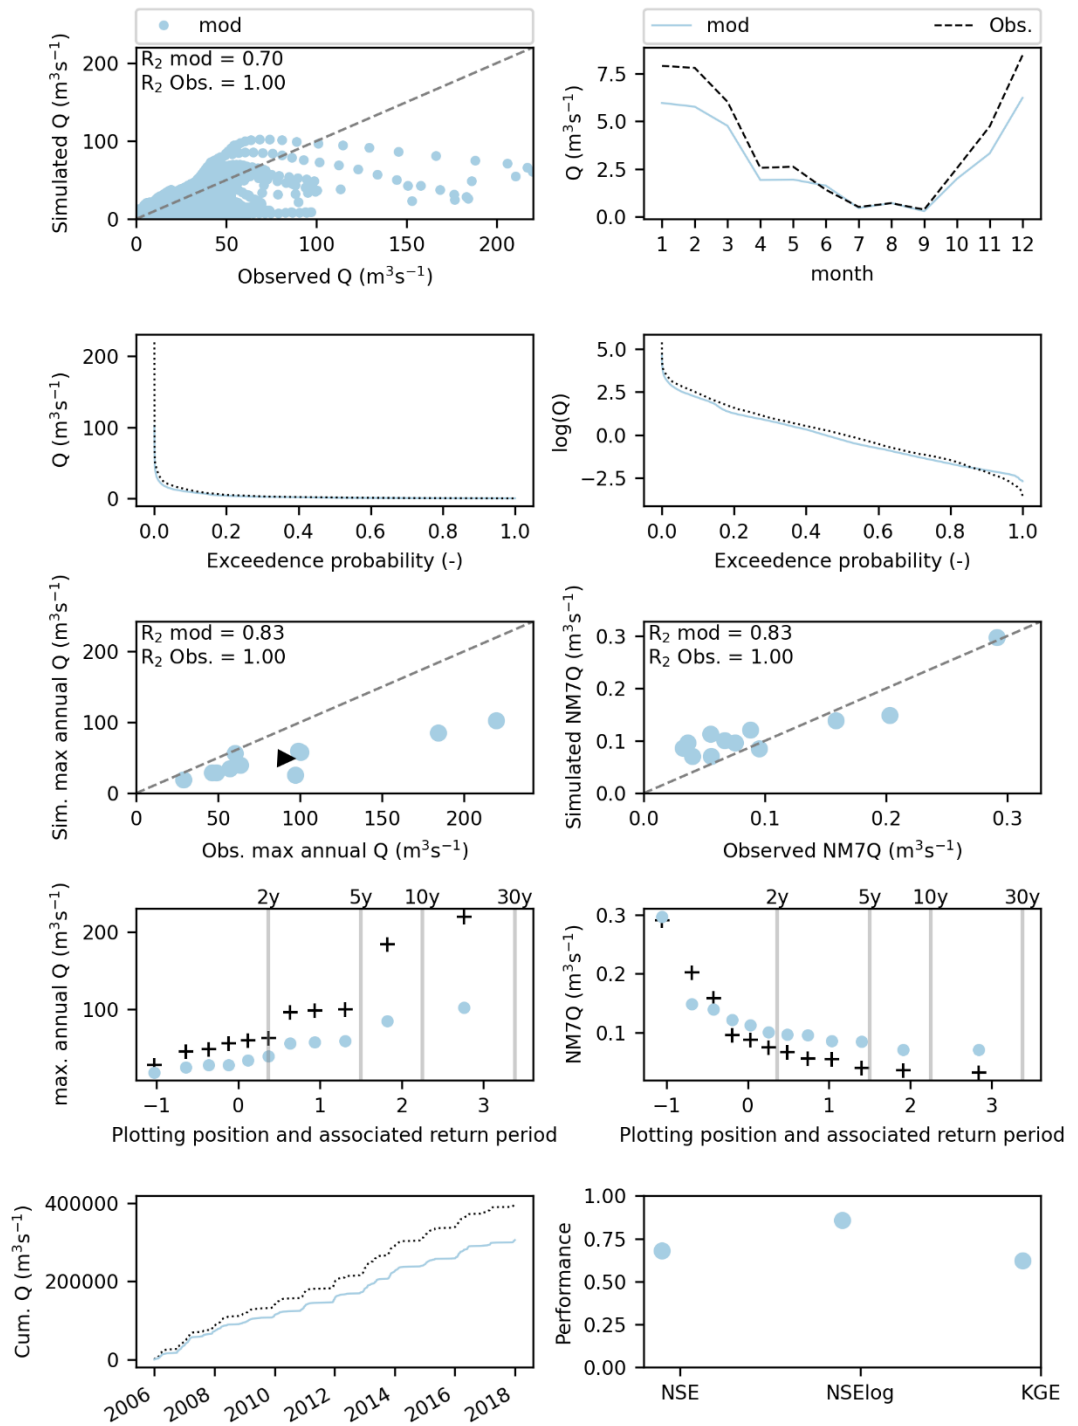 mod
mod Obs.
R₂ mod = 0.70
R₂ Obs. = 1.00
Simulated Q (m³s⁻¹)
200
100
0
0 50 100 150 200
Observed Q (m³s⁻¹)
Q (m³s⁻¹)
7.5
5.0
2.5
0.0
1 2 3 4 5 6 7 8 9 10 11 12
month
Q (m³s⁻¹)
200
100
0
0.0 0.2 0.4 0.6 0.8 1.0
Exceedence probability (-)
log(Q)
5.0
2.5
0.0
−2.5
0.0 0.2 0.4 0.6 0.8 1.0
Exceedence probability (-)
R₂ mod = 0.83
R₂ Obs. = 1.00
Sim. max annual Q (m³s⁻¹)
200
100
0
0 50 100 150 200
Obs. max annual Q (m³s⁻¹)
R₂ mod = 0.83
R₂ Obs. = 1.00
Simulated NM7Q (m³s⁻¹)
0.3
0.2
0.1
0.0
0.0 0.1 0.2 0.3
Observed NM7Q (m³s⁻¹)
2y 5y 10y 30y
max. annual Q (m³s⁻¹)
200
100
−1 0 1 2 3
Plotting position and associated return period
2y 5y 10y 30y
NM7Q (m³s⁻¹)
0.3
0.2
0.1
−1 0 1 2 3
Plotting position and associated return period
Cum. Q (m³s⁻¹)
400000
200000
0
2006 2008 2010 2012 2014 2016 2018
Performance
1.00
0.75
0.50
0.25
0.00
NSE NSElog KGE